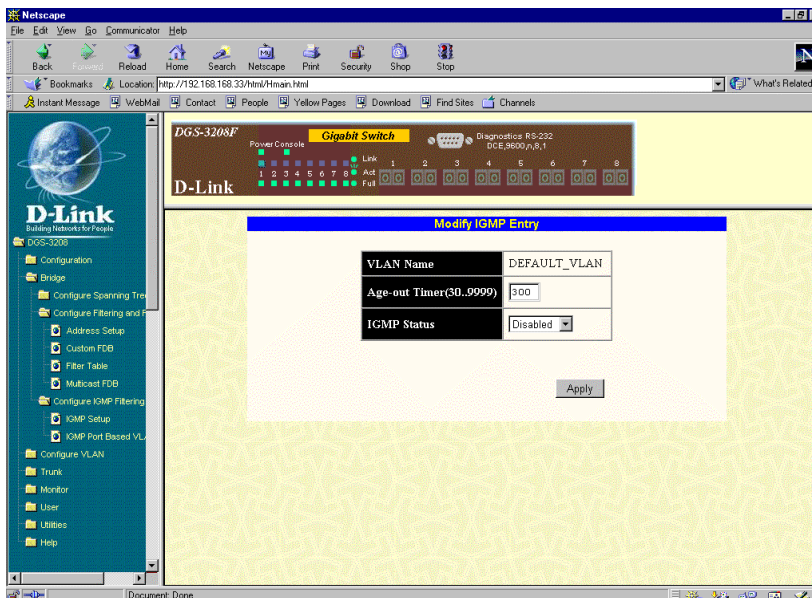 Netscape
File Edit View Go Communicator Help
Back Forward Reload Home Search Netscape Print Security Shop Stop
Bookmarks Location: http://192.168.168.33/html/Hmain.html What's Related
Instant Message WebMail Contact People Yellow Pages Download Find Sites Channels
D-Link
Building Networks for People
DGS-3208
Configuration
Bridge
Configure Spanning Tre
Configure Filtering and F
Address Setup
Custom FDB
Filter Table
Multicast FDB
Configure IGMP Filtering
IGMP Setup
IGMP Port Based VLA
Configure VLAN
Trunk
Monitor
User
Utilities
Help
DGS-3208F
Gigabit Switch
Power Console
Diagnostics RS-232
DCE,9600,n,8,1
Link
1 2 3 4 5 6 7 8
1 2 3 4 5 6 7 8 Act
Full
D-Link
Modify IGMP Entry
VLAN Name DEFAULT_VLAN
Age-out Timer(30..9999) 300
IGMP Status Disabled
Apply
Document: Done